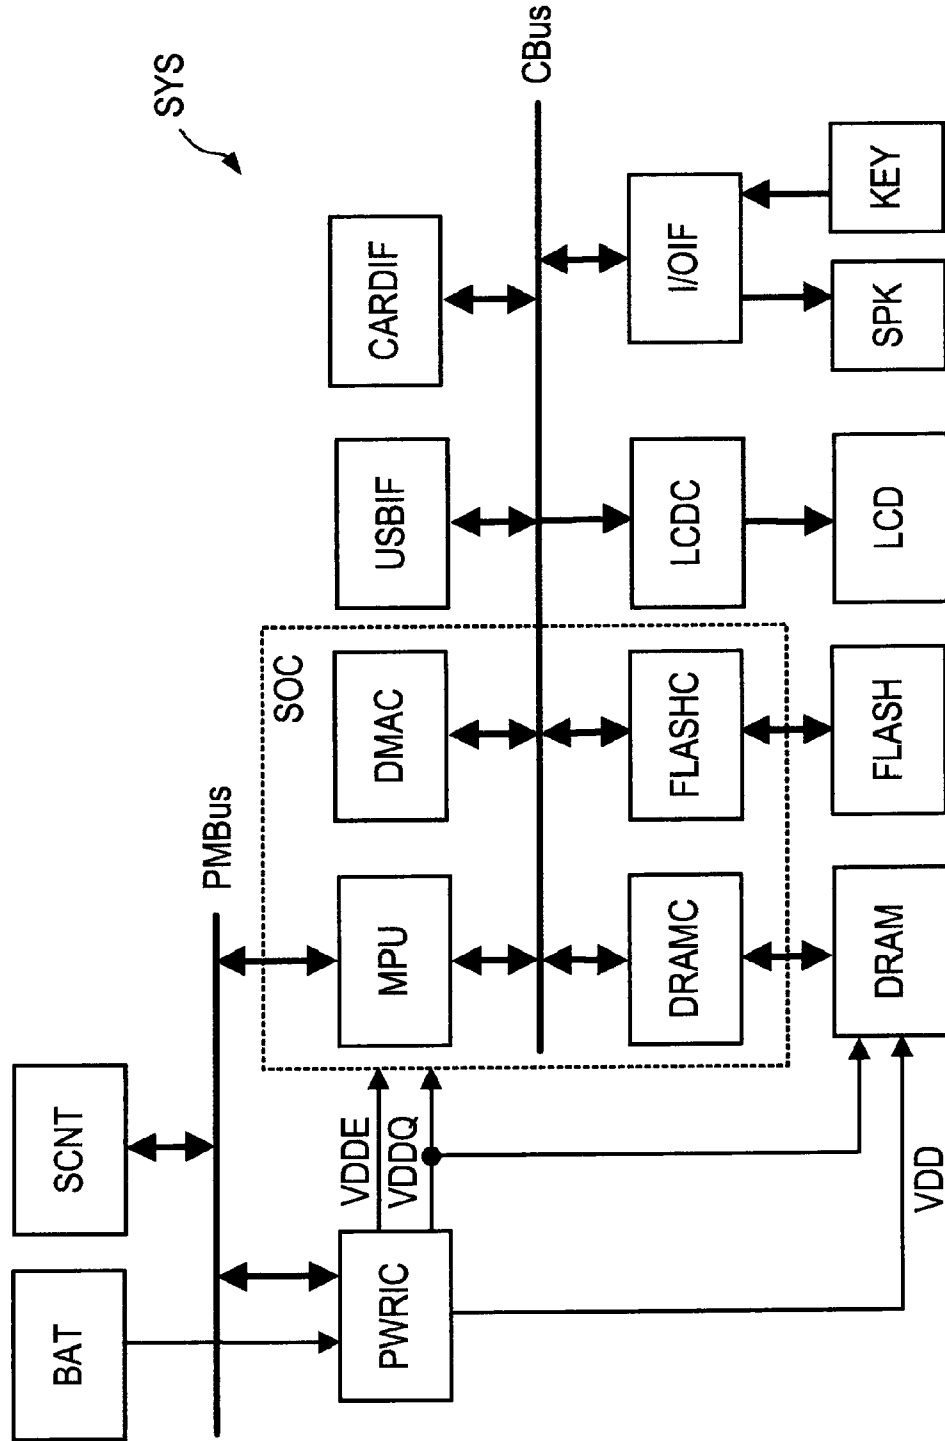 SYS
BAT
SCNT
PMBus
SOC
PWRIC
VDDE
VDDQ
MPU
DMAC
USBIF
CARDIF
CBus
DRAMC
FLASHC
LCDC
I/OIF
VDD
DRAM
FLASH
LCD
SPK
KEY